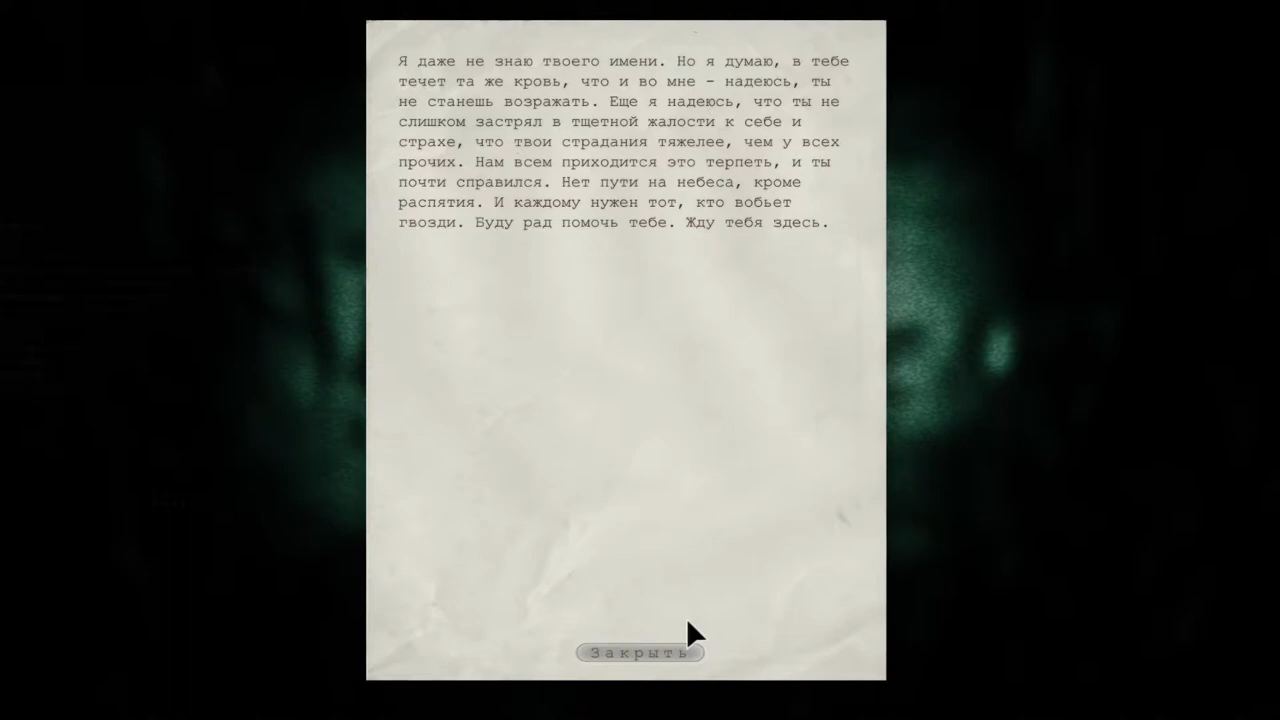 Я даже не знаю твоего имени. Но я думаю, в тебе
течет та же кровь, что и во мне - надеюсь, ты
не станешь возражать. Еще я надеюсь, что ты не
слишком застрял в тщетной жалости к себе и
страхе, что твои страдания тяжелее, чем у всех
прочих. Нам всем приходится это терпеть, и ты
почти справился. Нет пути на небеса, кроме
распятия. И каждому нужен тот, кто вобьет
гвозди. Буду рад помочь тебе. Жду тебя здесь.
Закрыть